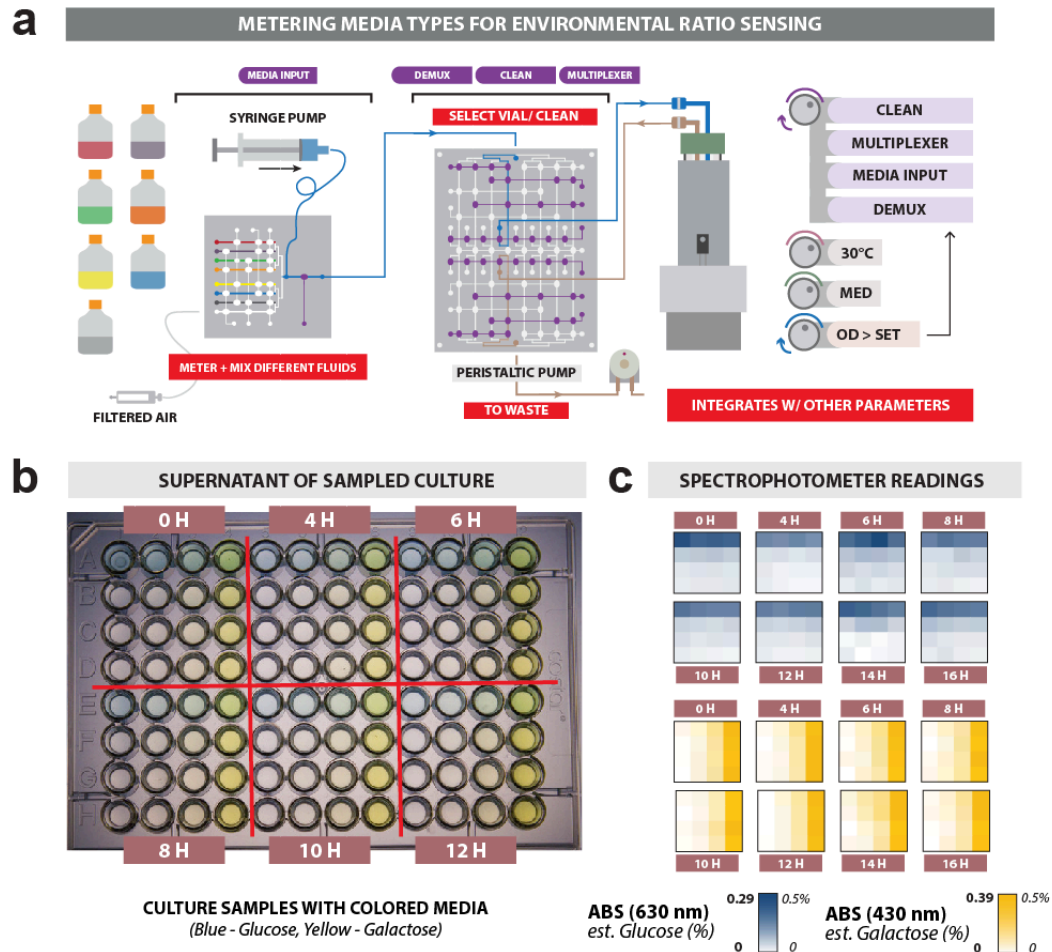 a
METERING MEDIA TYPES FOR ENVIRONMENTAL RATIO SENSING
MEDIA INPUT
DEMUX
CLEAN
MULTIPLEXER
SYRINGE PUMP
SELECT VIAL/ CLEAN
CLEAN
MULTIPLEXER
MEDIA INPUT
DEMUX
30°C
MED
OD > SET
METER + MIX DIFFERENT FLUIDS
PERISTALTIC PUMP
FILTERED AIR
TO WASTE
INTEGRATES W/ OTHER PARAMETERS
b
SUPERNATANT OF SAMPLED CULTURE
0 H
4 H
6 H
A
B
C
D
E
F
G
H
8 H
10 H
12 H
CULTURE SAMPLES WITH COLORED MEDIA
(Blue - Glucose, Yellow - Galactose)
c
SPECTROPHOTOMETER READINGS
0 H
4 H
6 H
8 H
10 H
12 H
14 H
16 H
0 H
4 H
6 H
8 H
10 H
12 H
14 H
16 H
ABS (630 nm)
est. Glucose (%)
0.29
0.5%
0
0
ABS (430 nm)
est. Galactose (%)
0.39
0.5%
0
0